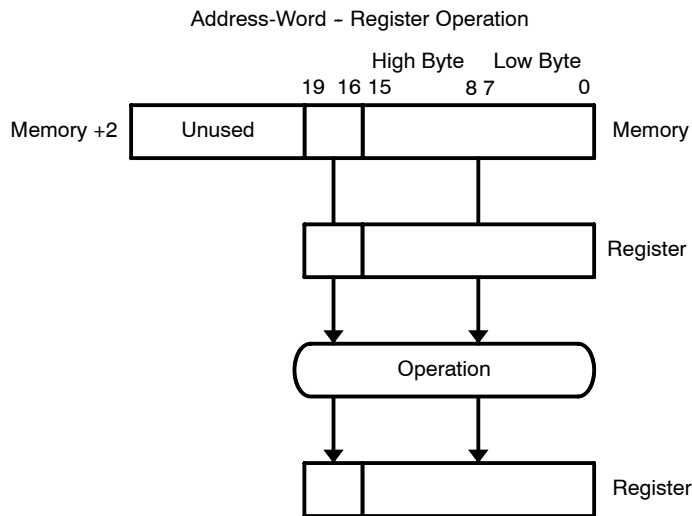 Address-Word – Register Operation
High Byte Low Byte
19 16 15 8 7 0
Memory +2 Unused Memory
Register
Operation
Register